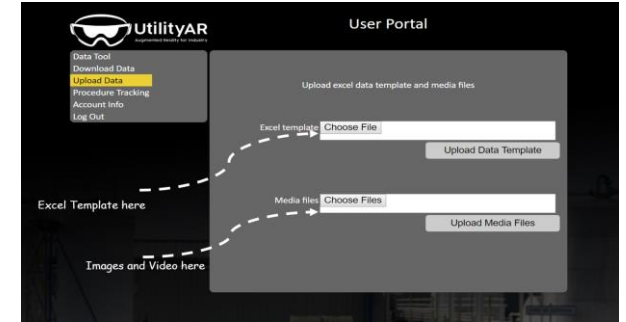 UtilityAR
Augmented Reality for Industry
User Portal
Data Tool
Download Data
Upload Data
Procedure Tracking
Account Info
Log Out
Upload excel data template and media files
Excel template Choose File
Upload Data Template
Excel Template here
Media files Choose Files
Upload Media Files
Images and Video here